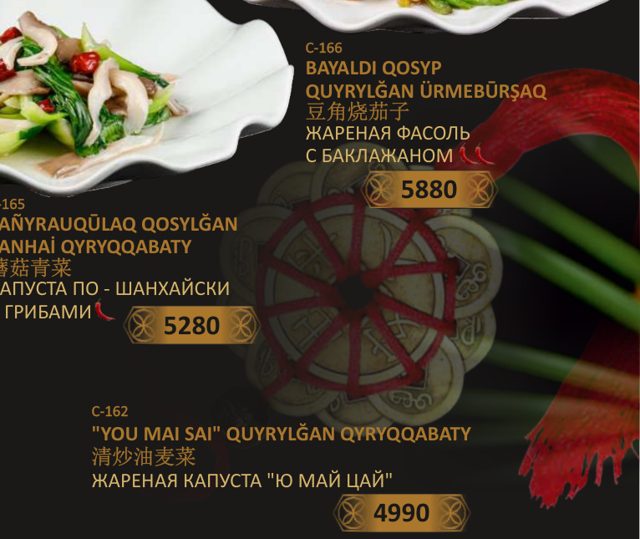 C-166
BAYALDI QOSYP
QUYRYLĞAN ÜRMEBŪRŞAQ
豆角烧茄子
ЖАРЕНАЯ ФАСОЛЬ
С БАКЛАЖАНОМ
5880
-165
AÑYRAUQŪLAQ QOSYLĞAN
ANHAİ QYRYQQABATY
蘑菇青菜
АПУСТА ПО - ШАНХАЙСКИ
ГРИБАМИ
5280
C-162
"YOU MAI SAI" QUYRYLĞAN QYRYQQABATY
清炒油麦菜
ЖАРЕНАЯ КАПУСТА "Ю МАЙ ЦАЙ"
4990